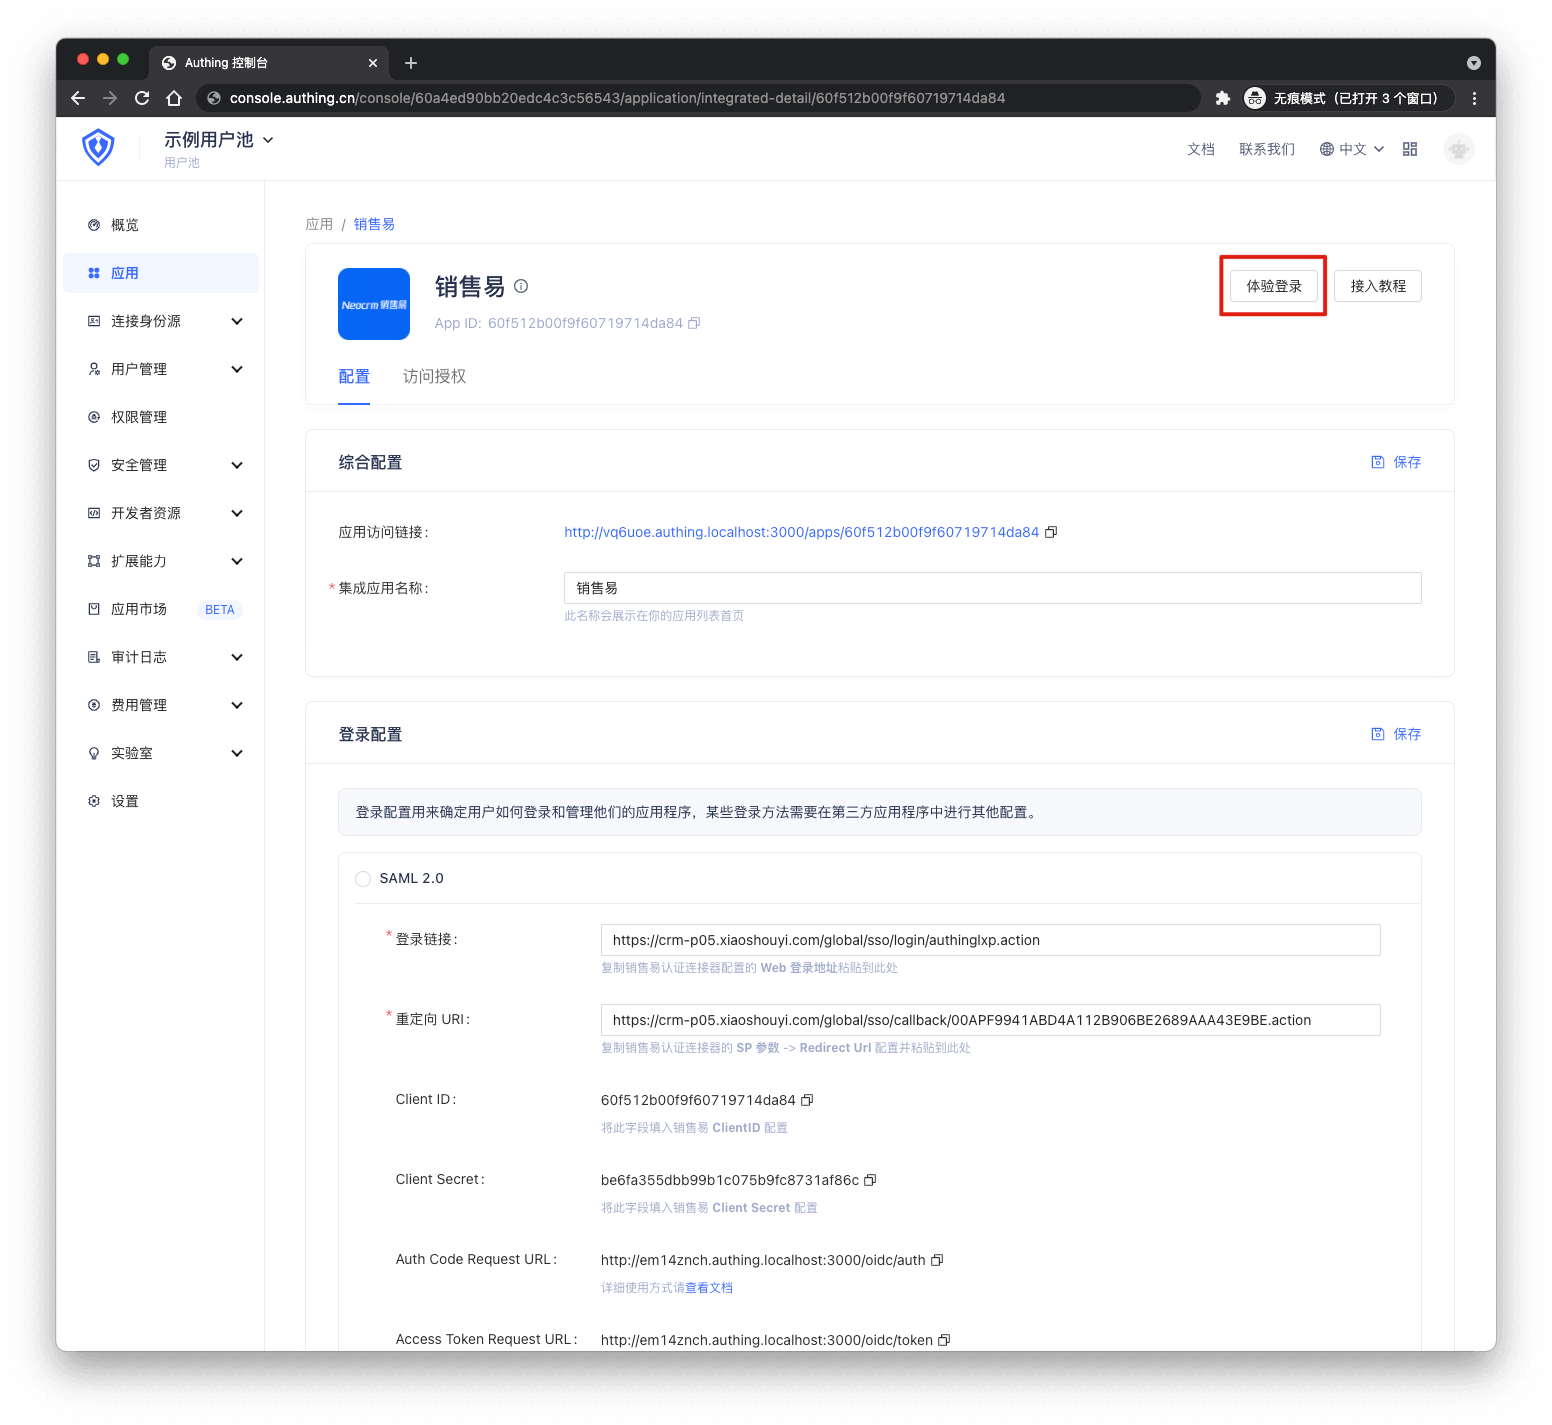 Authing 控制台
console.authing.cn/console/60a4ed90bb20edc4c3c56543/application/integrated-detail/60f512b00f9f60719714da84
无痕模式（已打开 3 个窗口）
示例用户池
用户池
文档
联系我们
中文
概览
应用
连接身份源
用户管理
权限管理
安全管理
开发者资源
扩展能力
应用市场 BETA
审计日志
费用管理
实验室
设置
应用 / 销售易
Neocrm 销售易
销售易
App ID: 60f512b00f9f60719714da84
体验登录
接入教程
配置
访问授权
综合配置
保存
应用访问链接:
http://vq6uoe.authing.localhost:3000/apps/60f512b00f9f60719714da84
* 集成应用名称:
销售易
此名称会展示在你的应用列表首页
登录配置
保存
登录配置用来确定用户如何登录和管理他们的应用程序，某些登录方法需要在第三方应用程序中进行其他配置。
SAML 2.0
* 登录链接:
https://crm-p05.xiaoshouyi.com/global/sso/login/authinglxp.action
复制销售易认证连接器配置的 Web 登录地址粘贴到此处
* 重定向 URI:
https://crm-p05.xiaoshouyi.com/global/sso/callback/00APF9941ABD4A112B906BE2689AAA43E9BE.action
复制销售易认证连接器的 SP 参数 -> Redirect Url 配置并粘贴到此处
Client ID:
60f512b00f9f60719714da84
将此字段填入销售易 ClientID 配置
Client Secret:
be6fa355dbb99b1c075b9fc8731af86c
将此字段填入销售易 Client Secret 配置
Auth Code Request URL:
http://em14znch.authing.localhost:3000/oidc/auth
详细使用方式请查看文档
Access Token Request URL:
http://em14znch.authing.localhost:3000/oidc/token